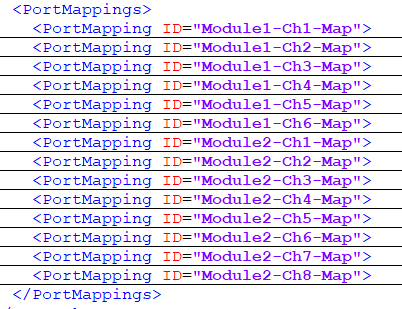 <PortMappings>
<PortMapping ID="Module1-Ch1-Map">
<PortMapping ID="Module1-Ch2-Map">
<PortMapping ID="Module1-Ch3-Map">
<PortMapping ID="Module1-Ch4-Map">
<PortMapping ID="Module1-Ch5-Map">
<PortMapping ID="Module1-Ch6-Map">
<PortMapping ID="Module2-Ch1-Map">
<PortMapping ID="Module2-Ch2-Map">
<PortMapping ID="Module2-Ch3-Map">
<PortMapping ID="Module2-Ch4-Map">
<PortMapping ID="Module2-Ch5-Map">
<PortMapping ID="Module2-Ch6-Map">
<PortMapping ID="Module2-Ch7-Map">
<PortMapping ID="Module2-Ch8-Map">
</PortMappings>